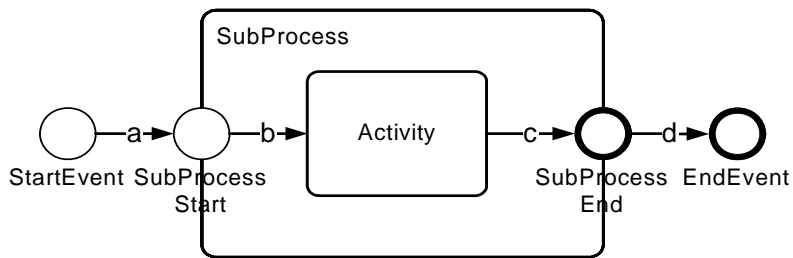 SubProcess
a
b
Activity
c
d
StartEvent
SubProcess
Start
SubProcess
End
EndEvent